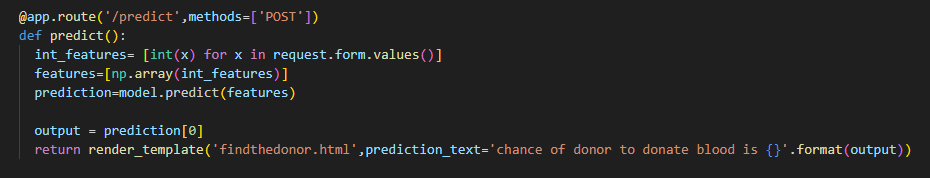 @app.route('/predict',methods=['POST'])
def predict():
  int_features= [int(x) for x in request.form.values()]
  features=[np.array(int_features)]
  prediction=model.predict(features)

  output = prediction[0]
  return render_template('findthedonor.html',prediction_text='chance of donor to donate blood is {}'.format(output))